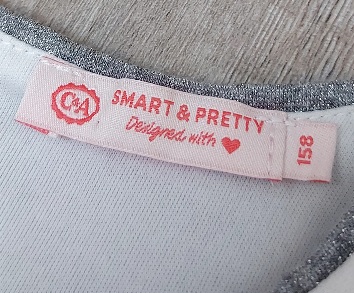 C&A
SMART & PRETTY
Designed with ♥
158